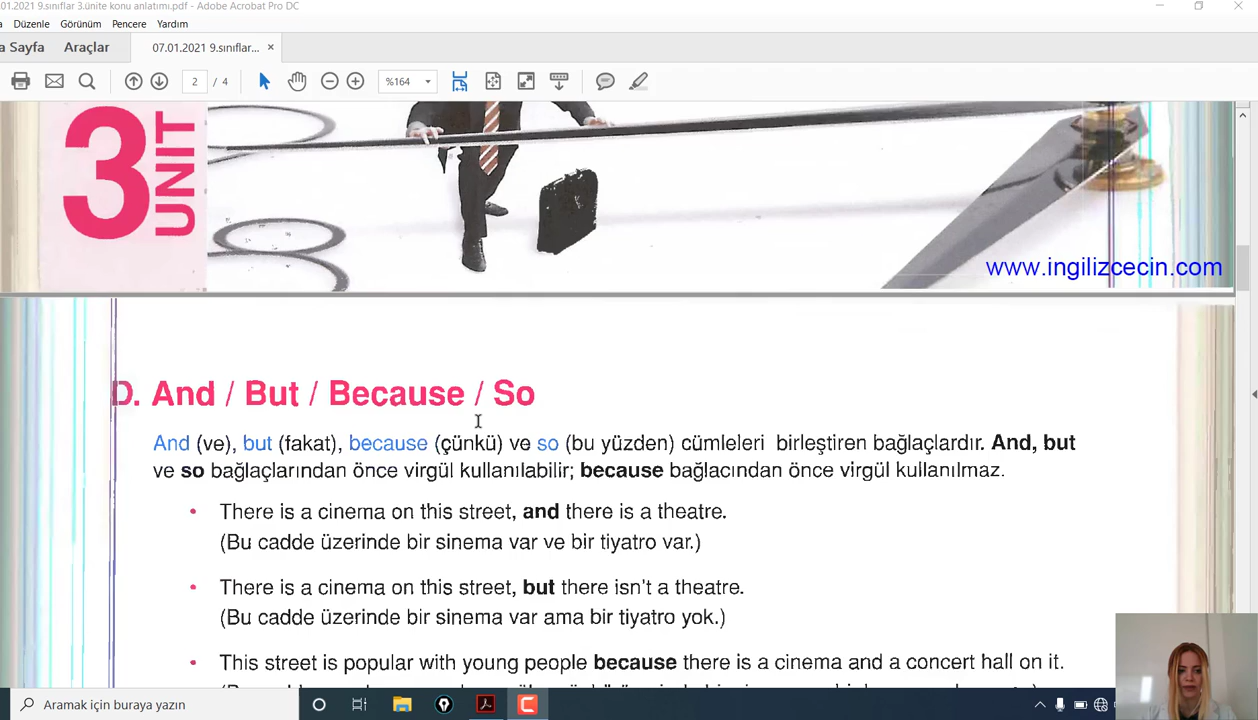 .01.2021 9.sınıflar 3.ünite konu anlatımı.pdf - Adobe Acrobat Pro DC
Düzenle Görünüm Pencere Yardım
a Sayfa Araçlar 07.01.2021 9.sınıflar... ×
2 / 4 %164
3 UNIT
www.ingilizcecin.com
D. And / But / Because / So
And (ve), but (fakat), because (çünkü) ve so (bu yüzden) cümleleri birleştiren bağlaçlardır. And, but
ve so bağlaçlarından önce virgül kullanılabilir; because bağlacından önce virgül kullanılmaz.
• There is a cinema on this street, and there is a theatre.
(Bu cadde üzerinde bir sinema var ve bir tiyatro var.)
• There is a cinema on this street, but there isn't a theatre.
(Bu cadde üzerinde bir sinema var ama bir tiyatro yok.)
• This street is popular with young people because there is a cinema and a concert hall on it.
Aramak için buraya yazın